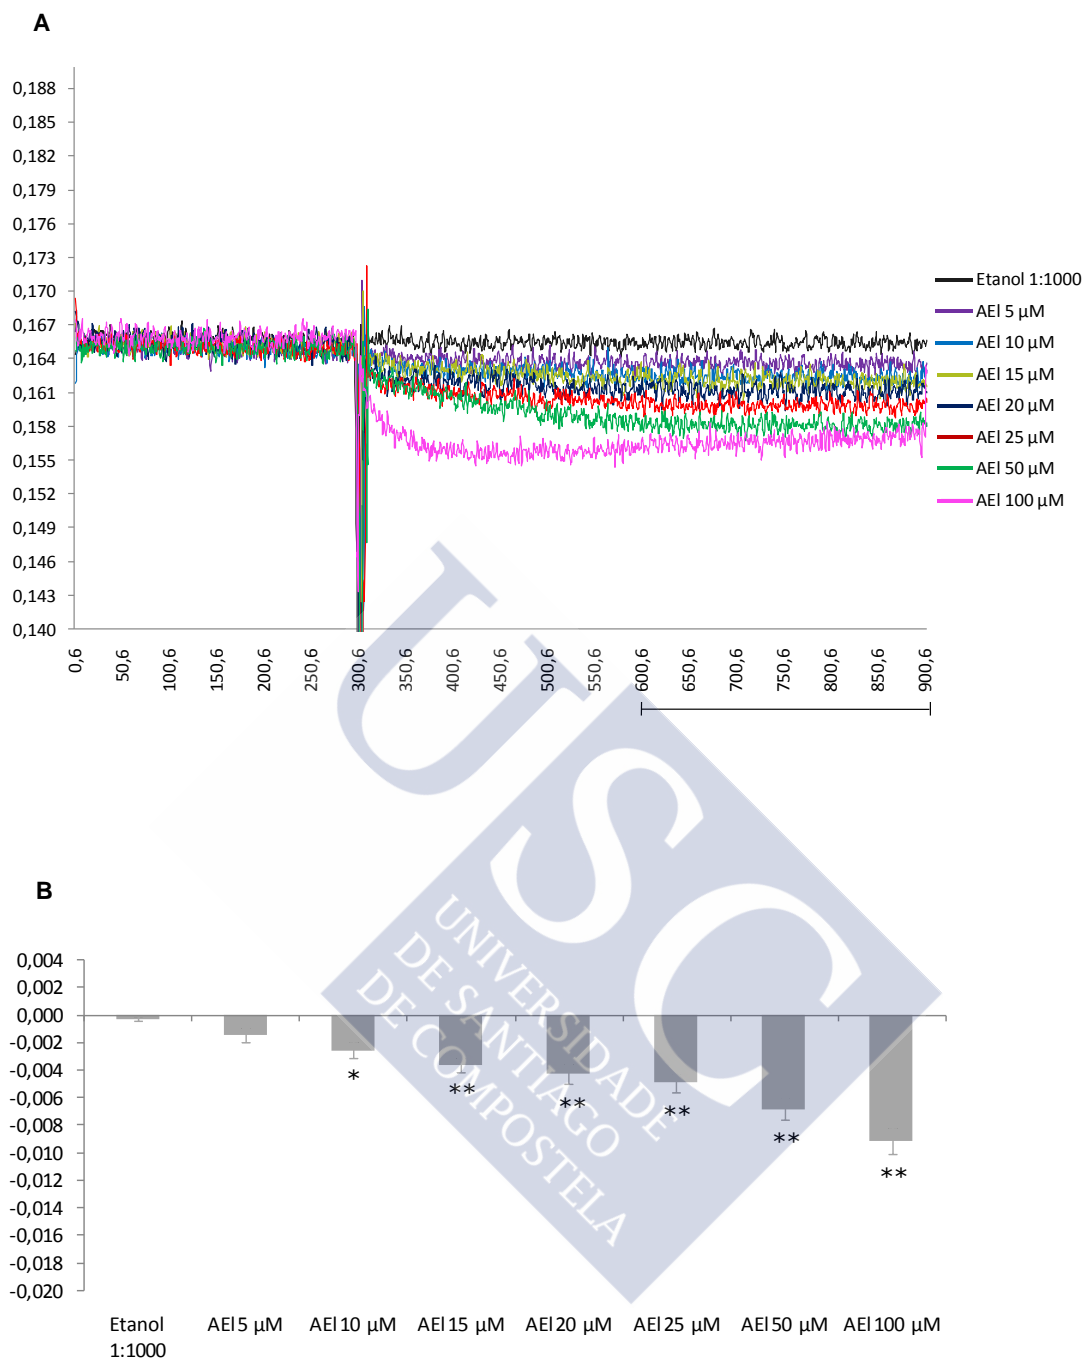 A
0,188
0,185
0,182
0,179
0,176
0,173
0,170
0,167
0,164
0,161
0,158
0,155
0,152
0,149
0,146
0,143
0,140
0,6
50,6
100,6
150,6
200,6
250,6
300,6
350,6
400,6
450,6
500,6
550,6
600,6
650,6
700,6
750,6
800,6
850,6
900,6
Etanol 1:1000
AEl 5 µM
AEl 10 µM
AEl 15 µM
AEl 20 µM
AEl 25 µM
AEl 50 µM
AEl 100 µM
USC
UNIVERSIDADE
DE SANTIAGO
DE COMPOSTELA
B
0,004
0,002
0,000
-0,002
-0,004
-0,006
-0,008
-0,010
-0,012
-0,014
-0,016
-0,018
-0,020
*
**
**
**
**
**
Etanol
1:1000
AEl 5 µM
AEl 10 µM
AEl 15 µM
AEl 20 µM
AEl 25 µM
AEl 50 µM
AEl 100 µM